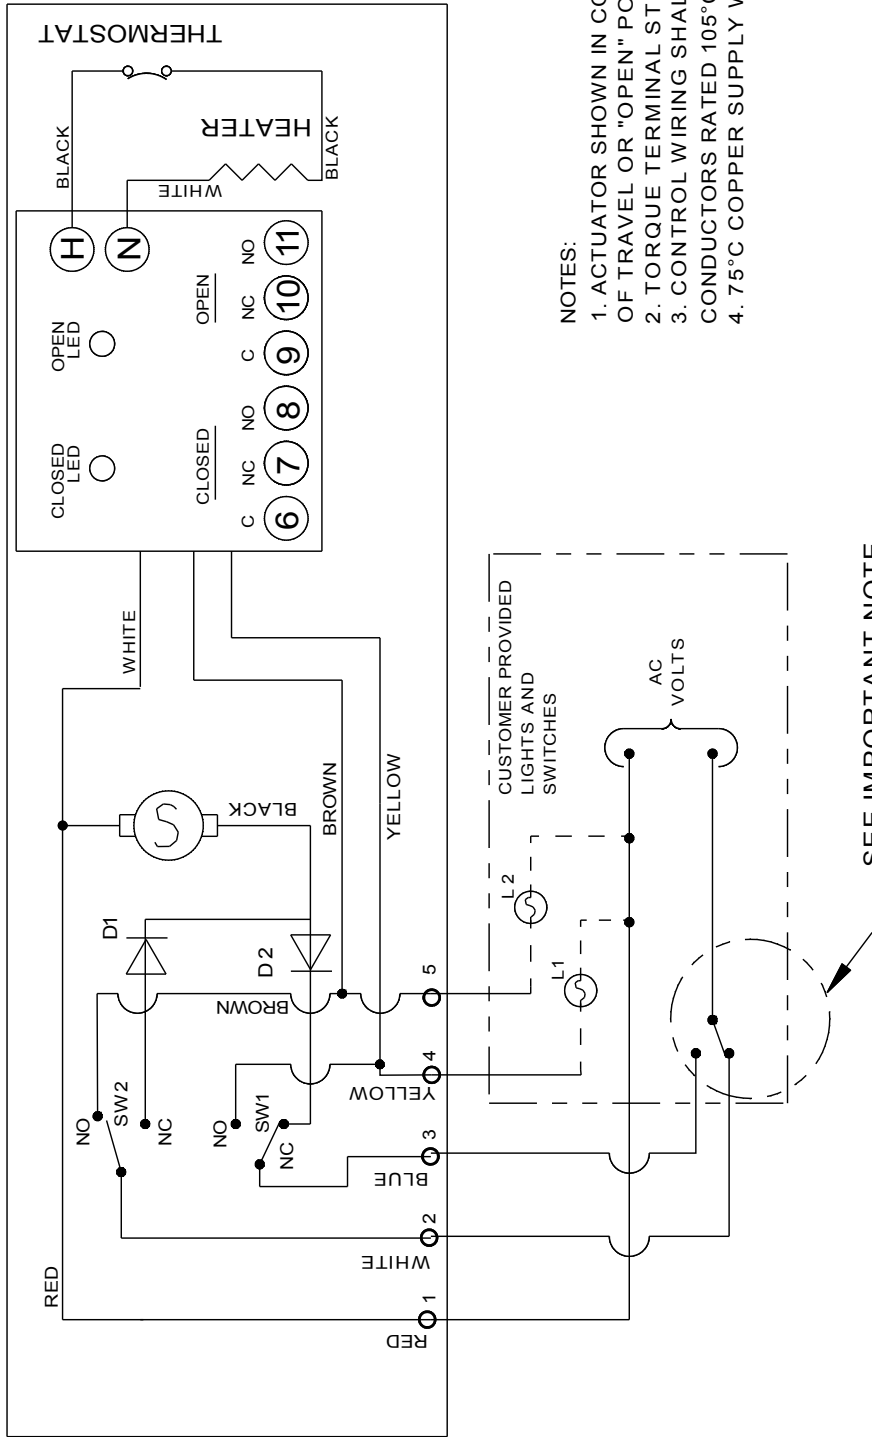 THERMOSTAT
BLACK
HEATER
WHITE
BLACK
H
N
OPEN
LED
CLOSED
LED
OPEN
CLOSED
NO
NC
C
NO
NC
C
11
10
9
8
7
6
WHITE
BLACK
BROWN
YELLOW
D1
D2
BROWN
NO
SW2
NC
NO
SW1
NC
RED
5
4
YELLOW
3
BLUE
2
WHITE
1
RED
CUSTOMER PROVIDED
LIGHTS AND
SWITCHES
L2
L1
AC
VOLTS
NOTES:
1. ACTUATOR SHOWN IN
OF TRAVEL OR "OPEN"
2. TORQUE TERMINAL
3. CONTROL WIRING
CONDUCTORS RATED 105°
4. 75°C COPPER SUPPLY
SEE IMPORTANT NOTE